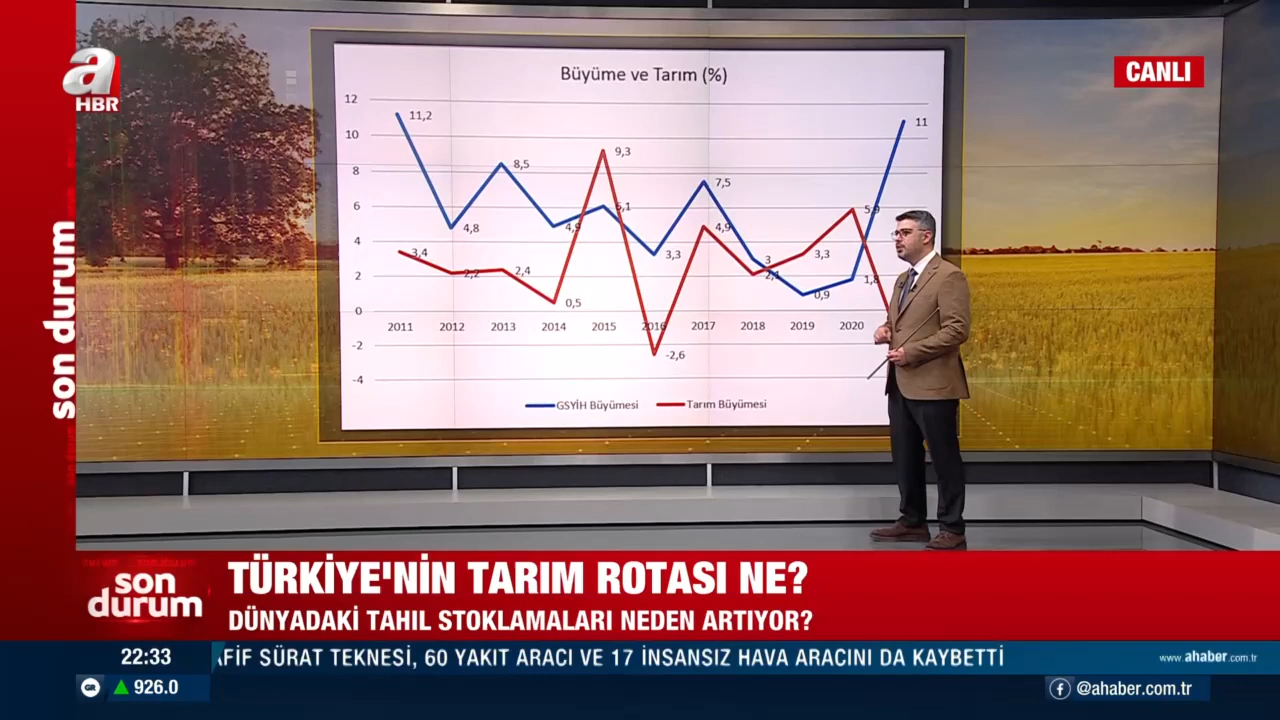 a
HBR
CANLI
son durum
Büyüme ve Tarım (%)
12
10
8
6
4
2
0
-2
-4
11,2
4,8
8,5
4,9
6,1
3,3
7,5
3
0,9
1,8
11
3,4
2,2
2,4
0,5
9,3
-2,6
4,9
2,1
3,3
5,9
2011 2012 2013 2014 2015 2016 2017 2018 2019 2020
GSYİH Büyümesi Tarım Büyümesi
son
durum
TÜRKİYE'NİN TARIM ROTASI NE?
DÜNYADAKİ TAHIL STOKLAMALARI NEDEN ARTIYOR?
22:33
AFİF SÜRAT TEKNESİ, 60 YAKIT ARACI VE 17 İNSANSIZ HAVA ARACINI DA KAYBETTİ
www.ahaber.com.tr
GR 926.0
@ahaber.com.tr